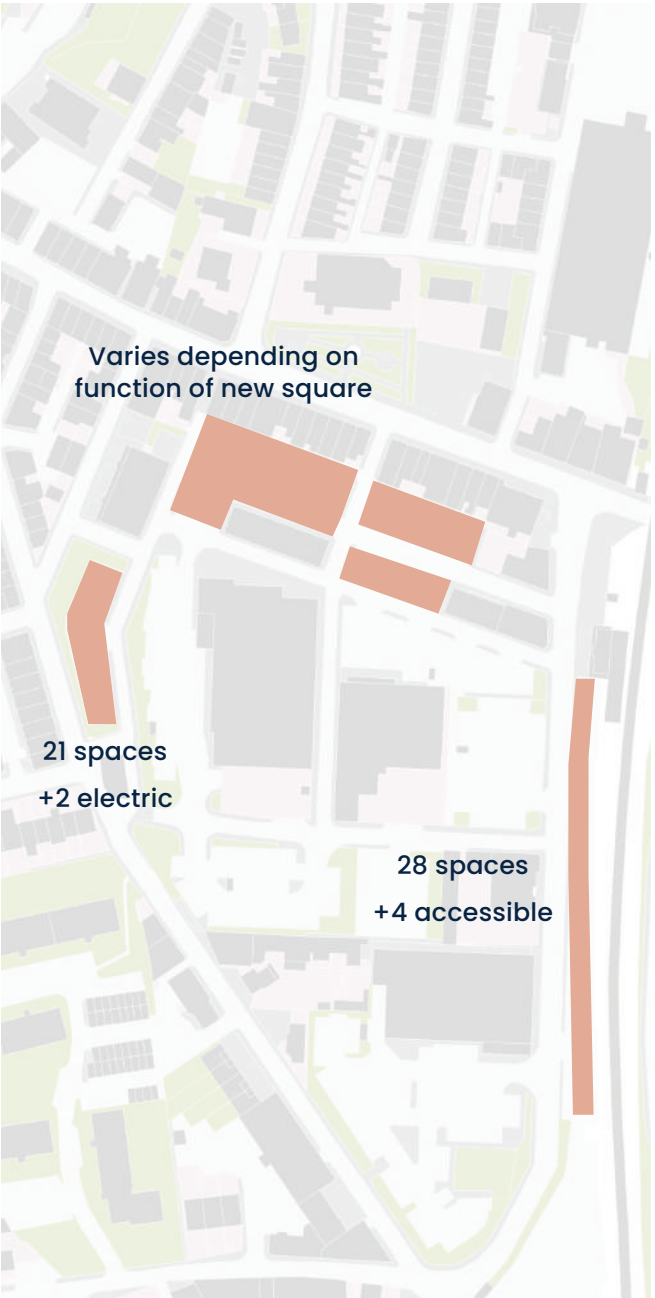 Varies depending on
function of new square
21 spaces
+2 electric
28 spaces
+4 accessible